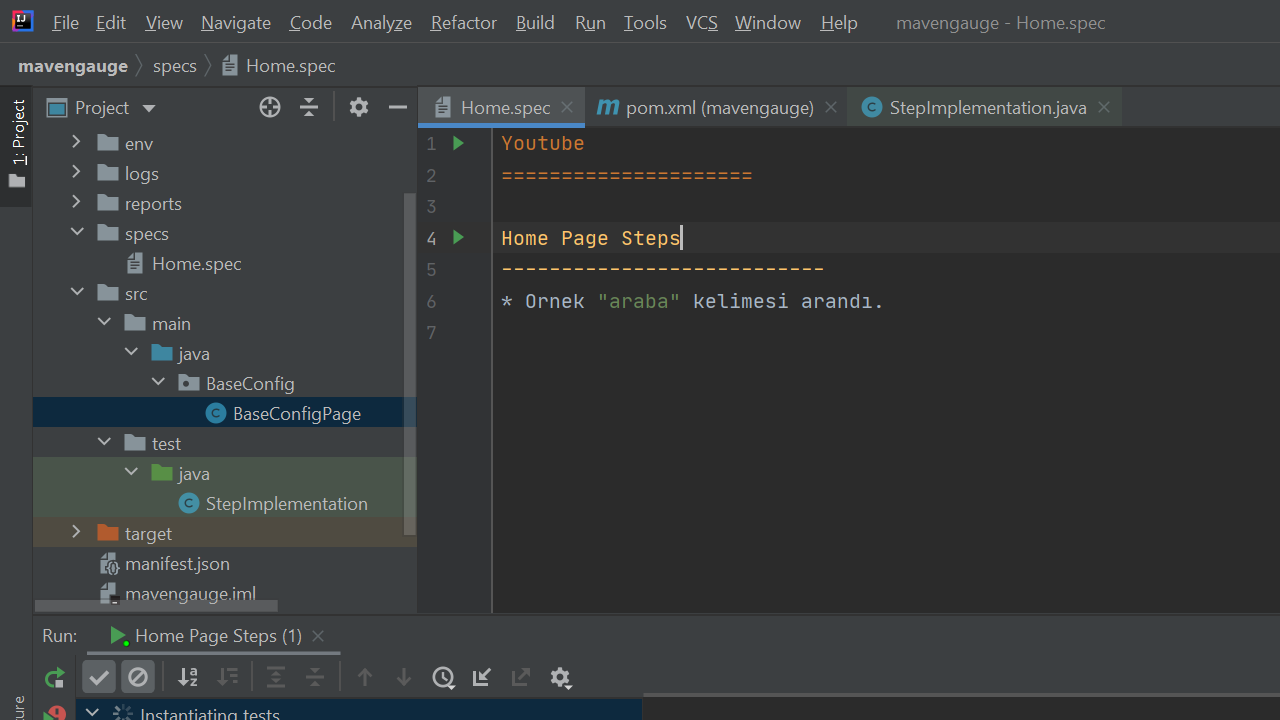 File Edit View Navigate Code Analyze Refactor Build Run Tools VCS Window Help mavengauge - Home.spec
mavengauge specs Home.spec
1: Project
Project
env
logs
reports
specs
Home.spec
src
main
java
BaseConfig
BaseConfigPage
test
java
StepImplementation
target
manifest.json
mavengauge.iml
Home.spec pom.xml (mavengauge) StepImplementation.java
1 Youtube
2 =====================
3
4 Home Page Steps
5 ---------------------------
6 * Ornek "araba" kelimesi arandı.
7
Run: Home Page Steps (1)
Instantiating tests